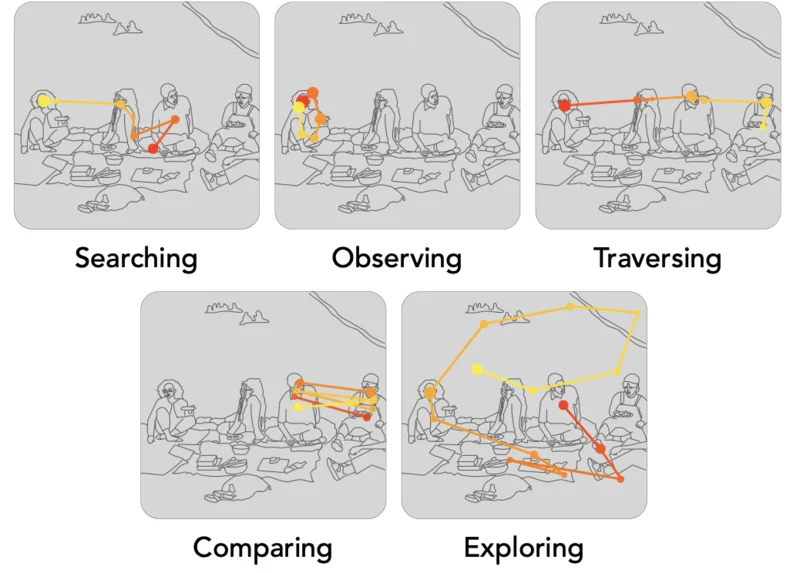 Searching
Observing
Traversing
Comparing
Exploring